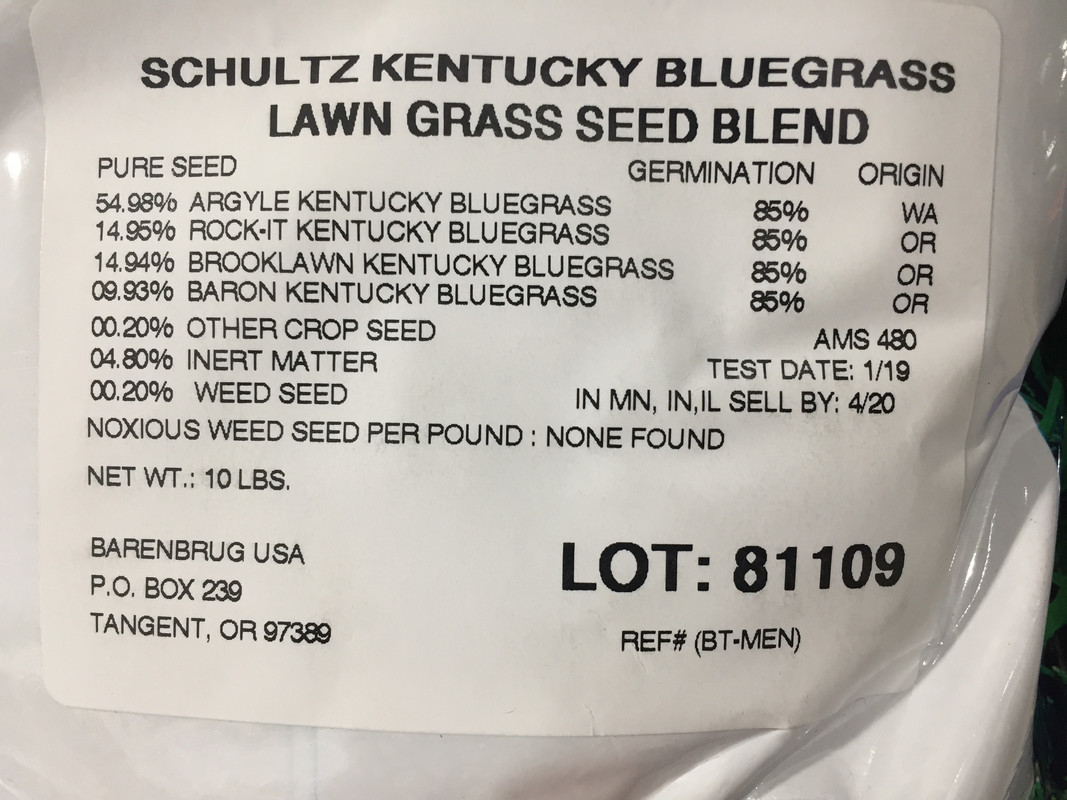 SCHULTZ KENTUCKY BLUEGRASS
LAWN GRASS SEED BLEND
PURE SEED GERMINATION ORIGIN
54.98% ARGYLE KENTUCKY BLUEGRASS 85% WA
14.95% ROCK-IT KENTUCKY BLUEGRASS 85% OR
14.94% BROOKLAWN KENTUCKY BLUEGRASS 85% OR
09.93% BARON KENTUCKY BLUEGRASS 85% OR
00.20% OTHER CROP SEED AMS 480
04.80% INERT MATTER TEST DATE: 1/19
00.20% WEED SEED IN MN, IN,IL SELL BY: 4/20
NOXIOUS WEED SEED PER POUND : NONE FOUND
NET WT.: 10 LBS.
BARENBRUG USA
P.O. BOX 239
TANGENT, OR 97389
LOT: 81109
REF# (BT-MEN)